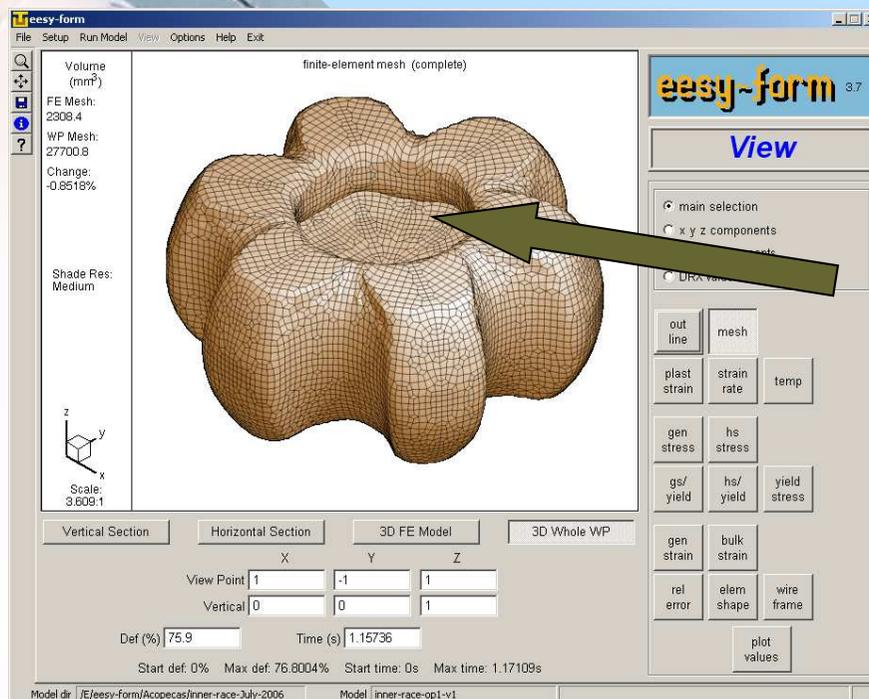 eesy-form
File Setup Run Model View Options Help Exit
Volume
(mm³)
FE Mesh:
2308.4
WP Mesh:
27700.8
Change:
-0.8518%
Shade Res:
Medium
z
y
x
Scale:
3.609:1
finite-element mesh (complete)
eesy-form 3.7
View
main selection
x y z components
DRX
out line
mesh
plast strain
strain rate
temp
gen stress
hs stress
gs/ yield
hs/ yield
yield stress
gen strain
bulk strain
rel error
elem shape
wire frame
plot values
Vertical Section
Horizontal Section
3D FE Model
3D Whole WP
X Y Z
View Point 1 -1 1
Vertical 0 0 1
Def (%) 75.9 Time (s) 1.15736
Start def: 0% Max def: 76.8004% Start time: 0s Max time: 1.17109s
Model dir /E/eesy-form/Acopecas/inner-race-July-2006 Model inner-race-op1-v1